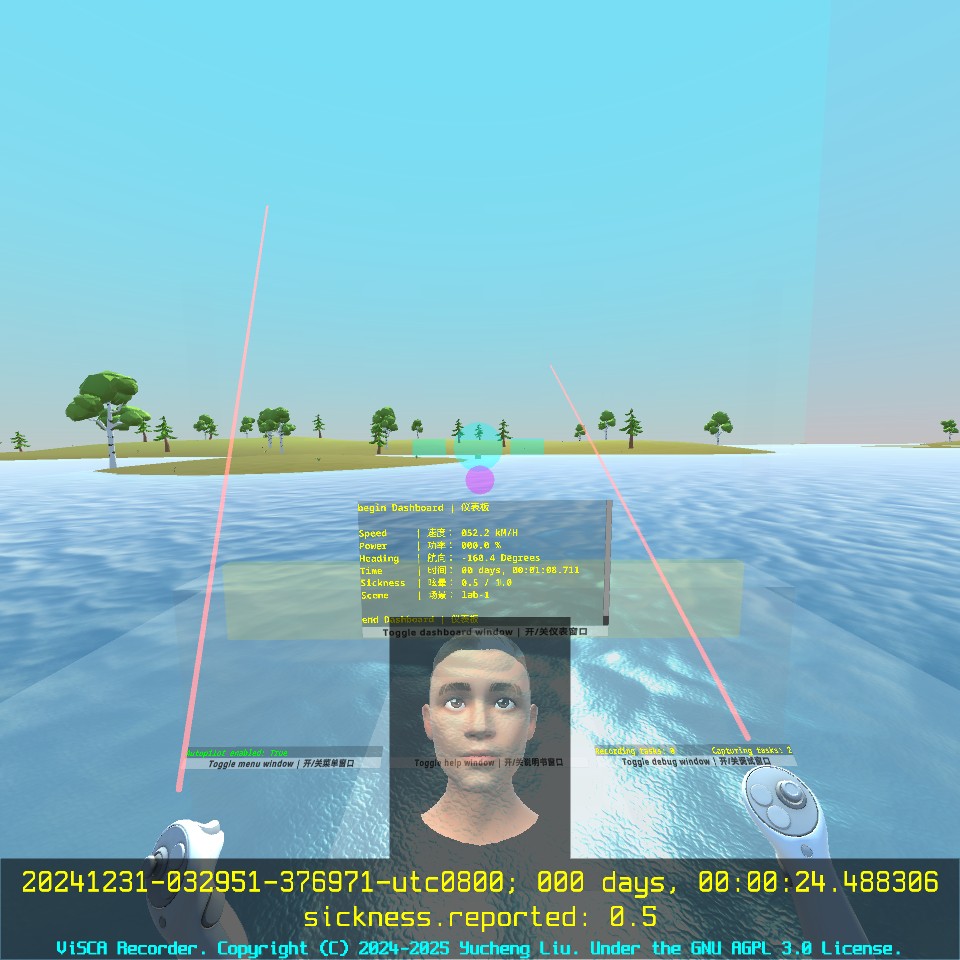 begin Dashboard | 仪表板
Speed | 速度： 052.2 kM/H
Power | 功率： 000.0 %
Heading | 航向： -160.4 Degrees
Time | 时间： 00 days, 00:01:08.711
Sickness | 眩晕： 0.5 / 1.0
Scene | 场景： lab-1
end Dashboard | 仪表板
Toggle dashboard window | 开/关仪表窗口
Autopilot enabled: True
Toggle menu window | 开/关菜单窗口
Toggle help window | 开/关说明书窗口
Recording tasks: 0 Capturing tasks: 2
Toggle debug window | 开/关调试窗口
20241231-032951-376971-utc0800; 000 days, 00:00:24.488306
sickness.reported: 0.5
ViSCA Recorder. Copyright (C) 2024-2025 Yucheng Liu. Under the GNU AGPL 3.0 License.